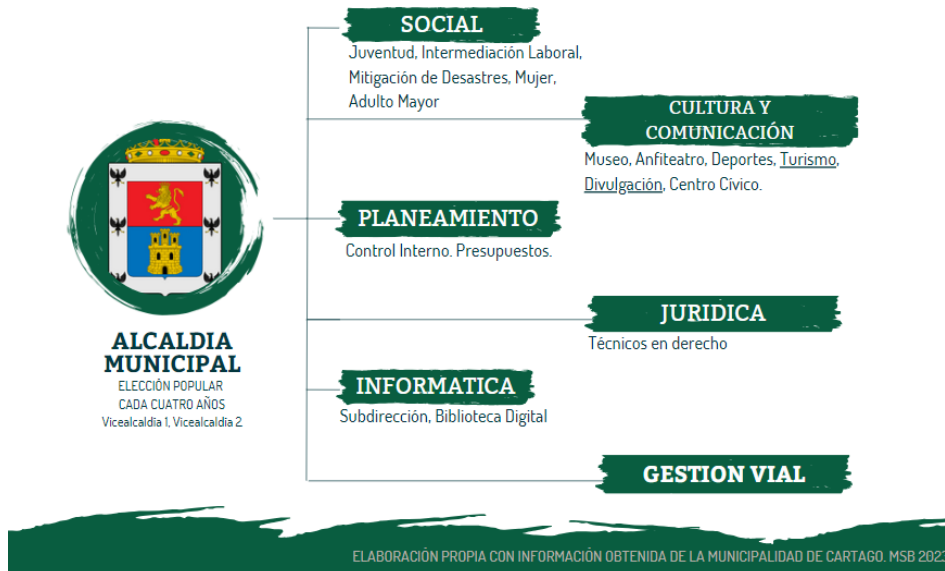 SOCIAL
Juventud, Intermediación Laboral,
Mitigación de Desastres, Mujer,
Adulto Mayor
CULTURA Y
COMUNICACIÓN
Museo, Anfiteatro, Deportes, Turismo,
Divulgación, Centro Cívico.
PLANEAMIENTO
Control Interno. Presupuestos.
JURIDICA
Técnicos en derecho
ALCALDIA
MUNICIPAL
ELECCIÓN POPULAR
CADA CUATRO AÑOS
Vicealcaldía 1, Vicealcaldía 2
INFORMATICA
Subdirección, Biblioteca Digital
GESTION VIAL
ELABORACIÓN PROPIA CON INFORMACIÓN OBTENIDA DE LA MUNICIPALIDAD DE CARTAGO. MSB 2023